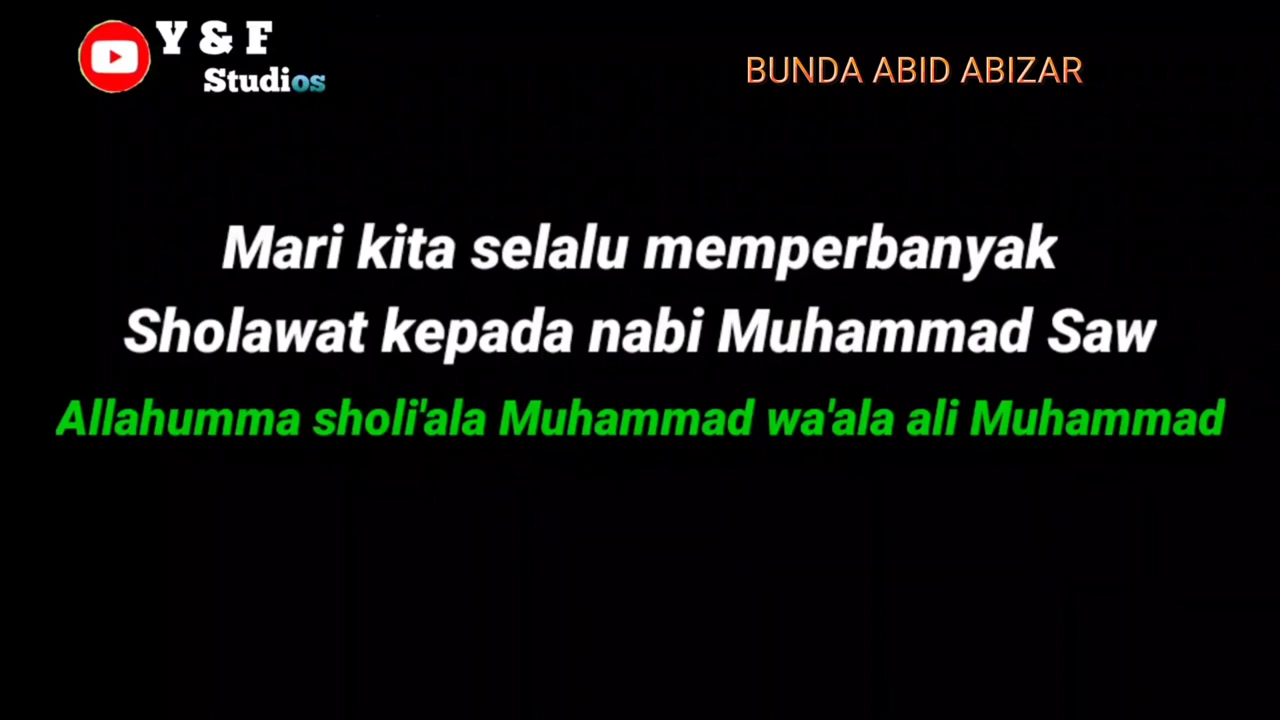 Y & F
Studios
BUNDA ABID ABIZAR
Mari kita selalu memperbanyak
Sholawat kepada nabi Muhammad Saw
Allahumma sholi'ala Muhammad wa'ala ali Muhammad